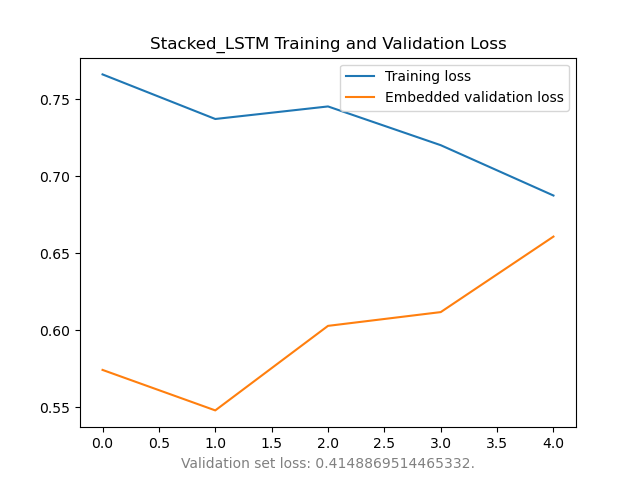 Stacked_LSTM Training and Validation Loss
Training loss
Embedded validation loss
0.75
0.70
0.65
0.60
0.55
0.0 0.5 1.0 1.5 2.0 2.5 3.0 3.5 4.0
Validation set loss: 0.4148869514465332.